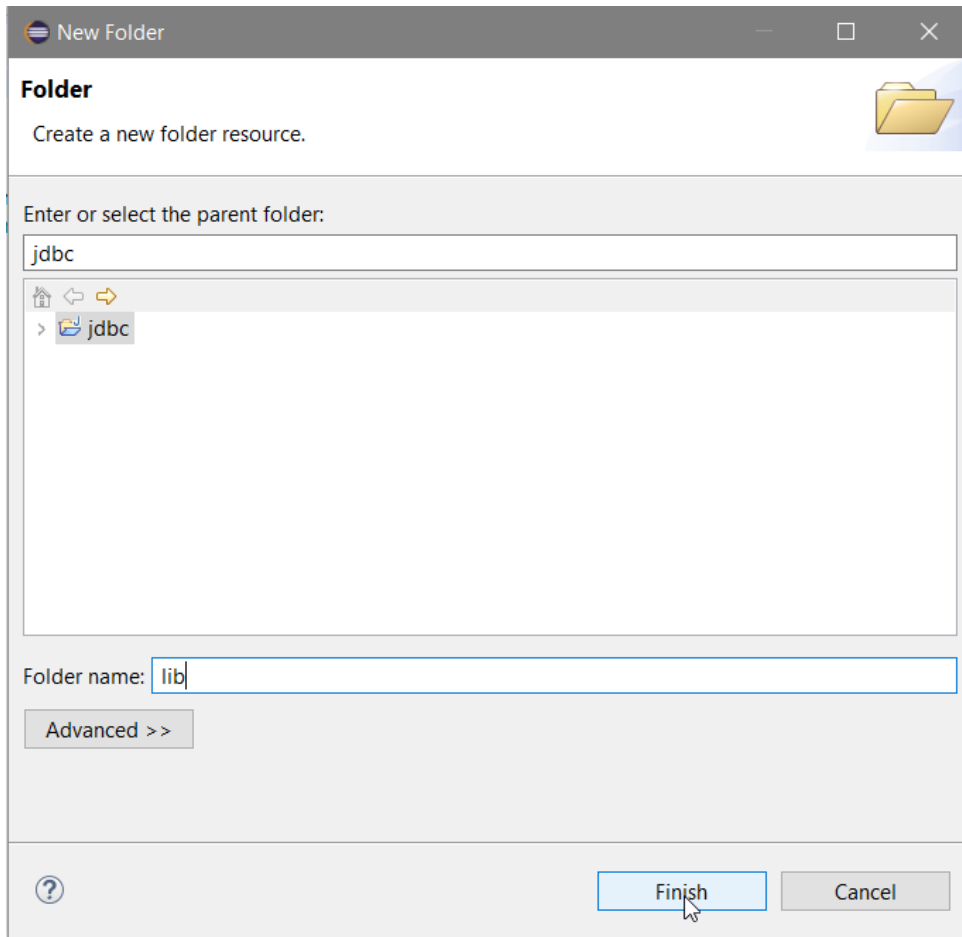 New Folder
Folder
Create a new folder resource.
Enter or select the parent folder:
jdbc
jdbc
Folder name: lib
Advanced >>
Finish Cancel